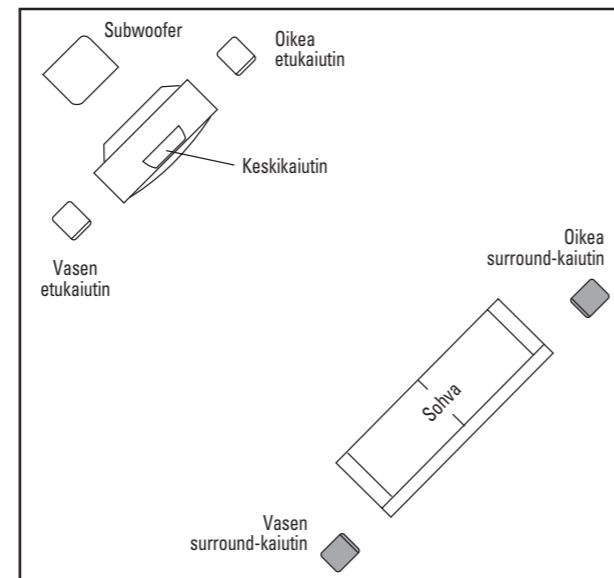 Subwoofer
Oikea
etukaiutin
Keskikaiutin
Vasen
etukaiutin
Oikea
surround-kaiutin
Sohva
Vasen
surround-kaiutin